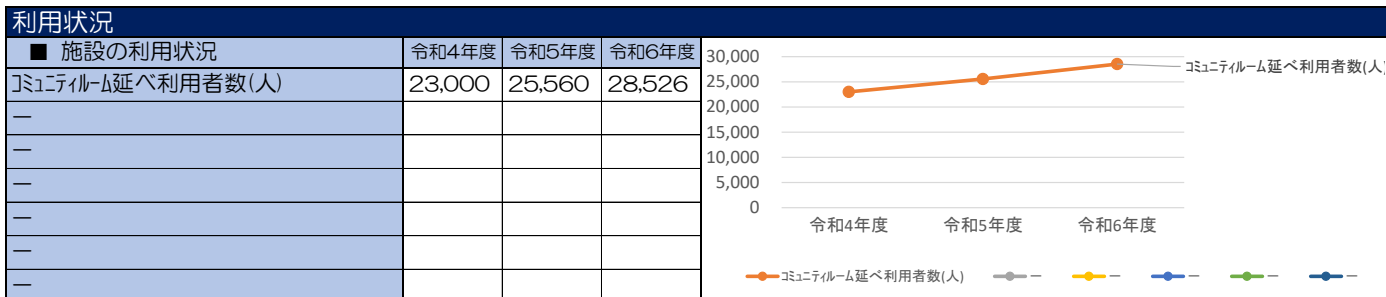 利用状況
■ 施設の利用状況 令和4年度 令和5年度 令和6年度
ｺﾐｭﾆﾃｨﾙｰﾑ延べ利用者数(人) 23,000 25,560 28,526
ー
ー
ー
ー
ー
ー
30,000
25,000
20,000
15,000
10,000
5,000
0
令和4年度 令和5年度 令和6年度
ｺﾐｭﾆﾃｨﾙｰﾑ延べ利用者数(人)
ｺﾐｭﾆﾃｨﾙｰﾑ延べ利用者数(人) ー ー ー ー ー